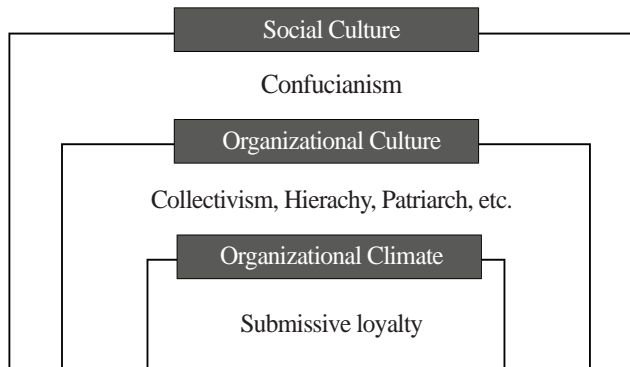 Social Culture
Confucianism
Organizational Culture
Collectivism, Hierachy, Patriarch, etc.
Organizational Climate
Submissive loyalty